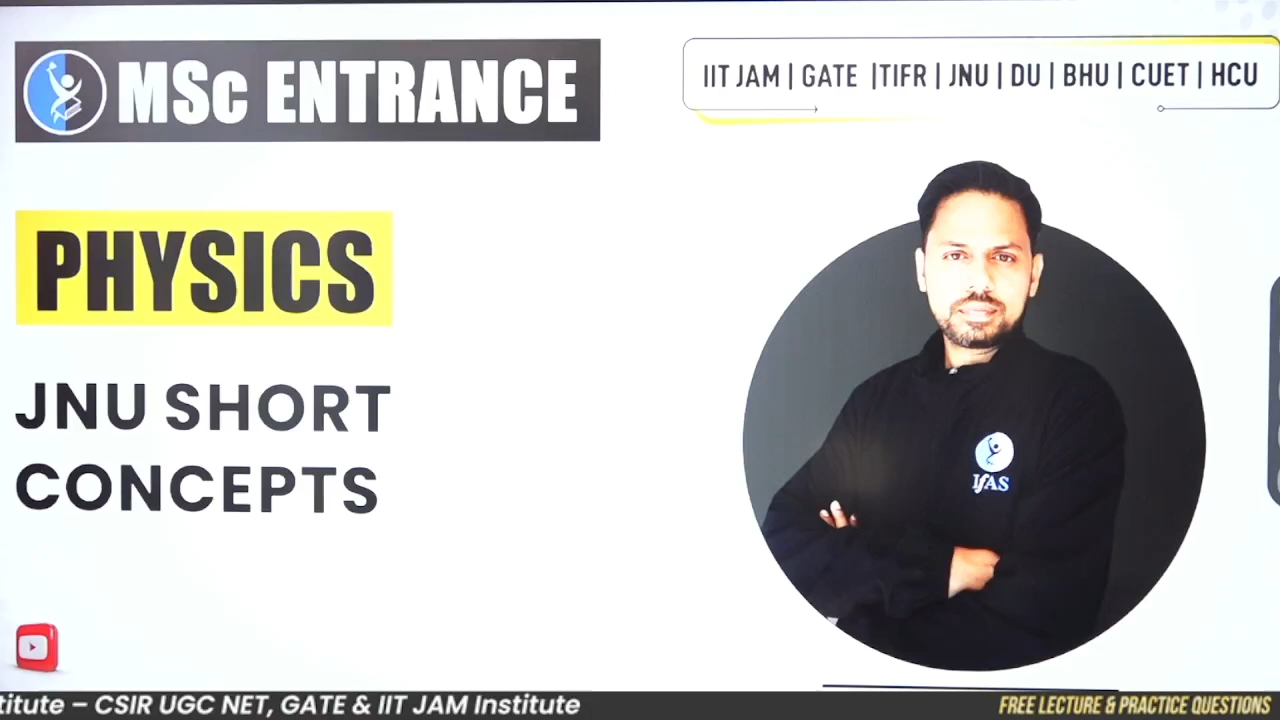 MSc ENTRANCE
IIT JAM | GATE |TIFR | JNU | DU | BHU | CUET | HCU
PHYSICS
JNU SHORT
CONCEPTS
IfAS
titute – CSIR UGC NET, GATE & IIT JAM Institute
FREE LECTURE & PRACTICE QUESTIONS